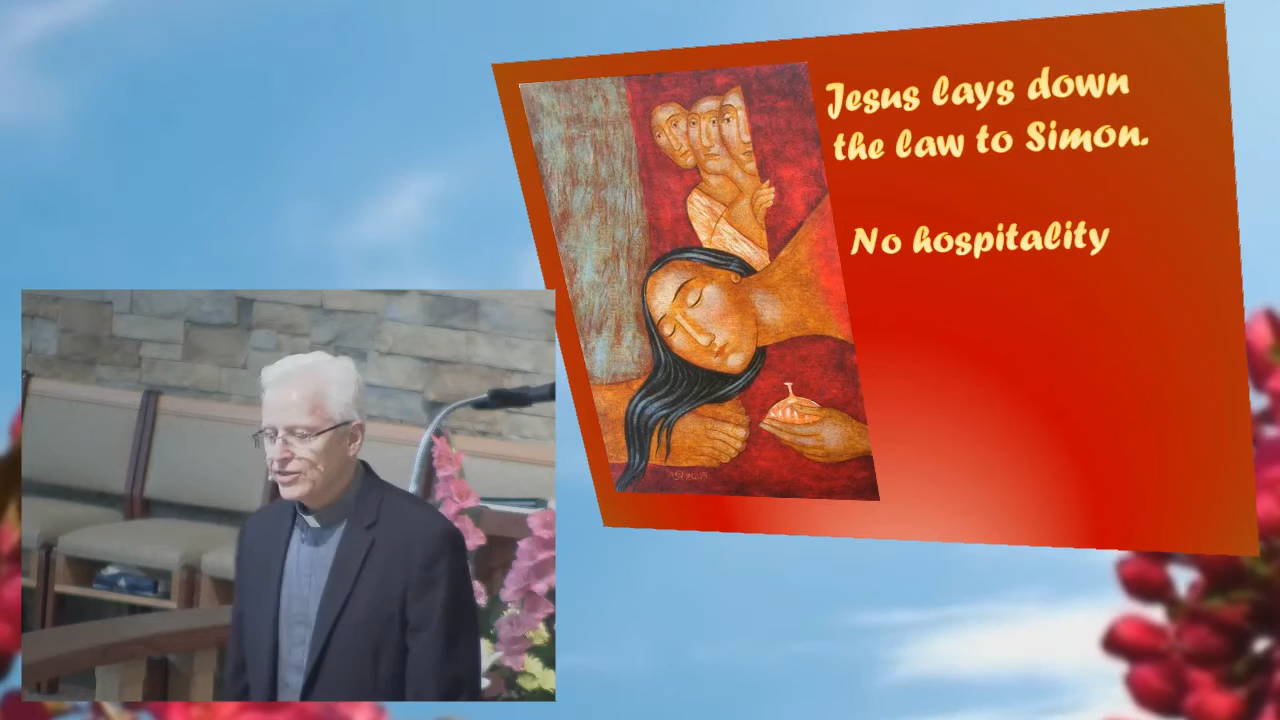 Jesus lays down
the law to Simon.
No hospitality